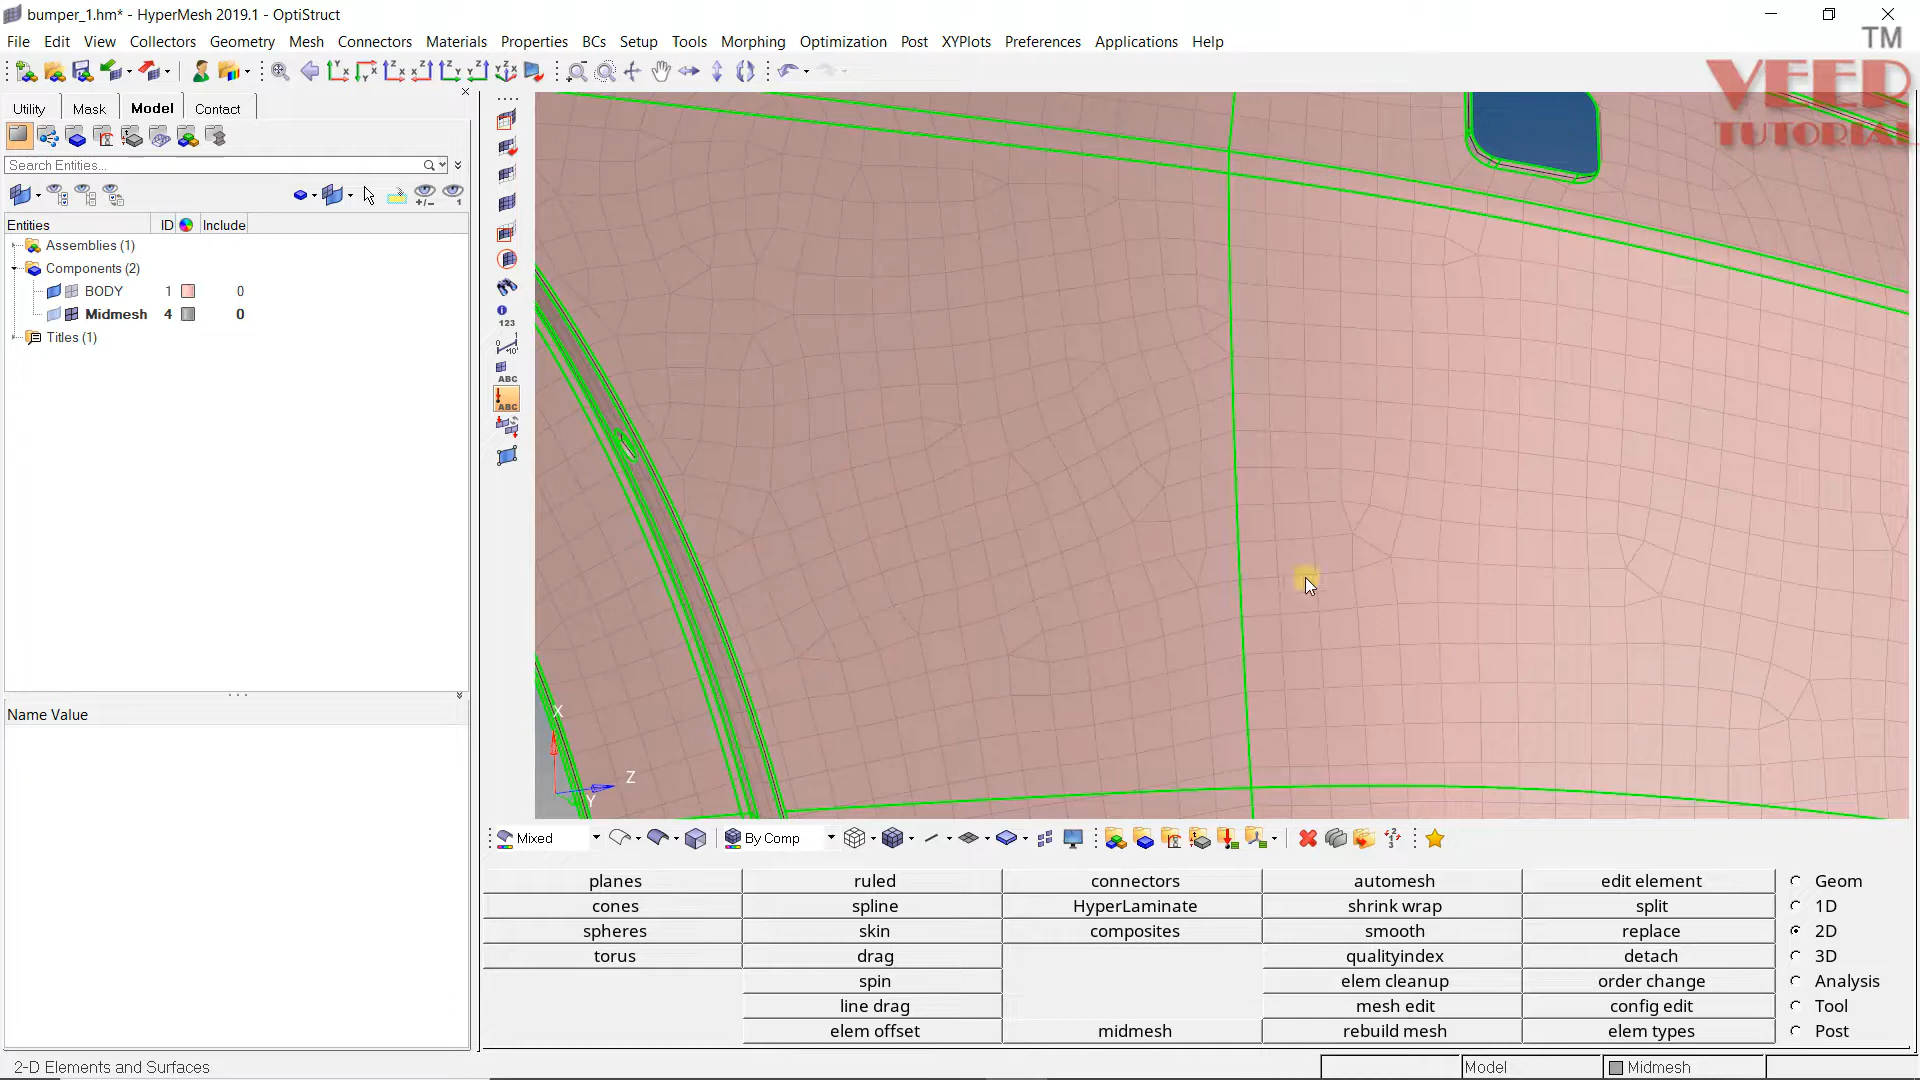 bumper_1.hm* - HyperMesh 2019.1 - OptiStruct
TM
File Edit View Collectors Geometry Mesh Connectors Materials Properties BCs Setup Tools Morphing Optimization Post XYPlots Preferences Applications Help
VEED
TUTORIAL
Utility Mask Model Contact
Search Entities...
Entities ID Include
Assemblies (1)
Components (2)
BODY 1 0
Midmesh 4 0
Titles (1)
123
ABC
ABC
Name Value
X
Z
Y
Mixed By Comp
planes ruled connectors automesh edit element Geom
cones spline HyperLaminate shrink wrap split 1D
spheres skin composites smooth replace 2D
torus drag qualityindex detach 3D
spin elem cleanup order change Analysis
line drag mesh edit config edit Tool
elem offset midmesh rebuild mesh elem types Post
2-D Elements and Surfaces Model Midmesh